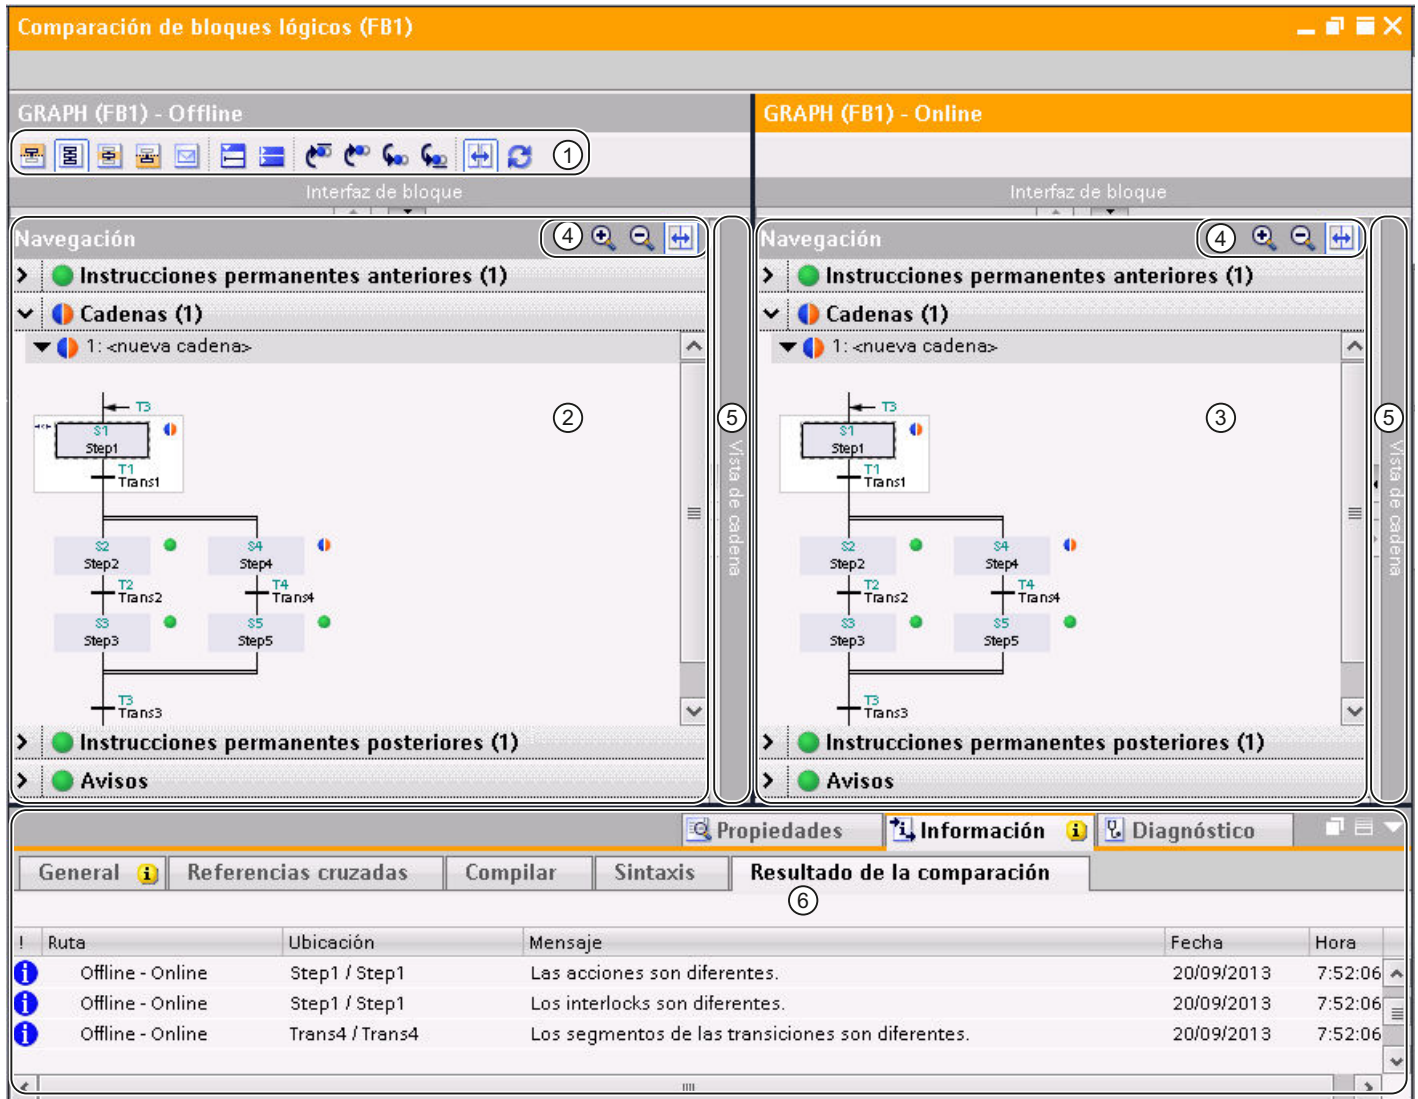 Comparación de bloques lógicos (FB1)
GRAPH (FB1) - Offline
GRAPH (FB1) - Online
1
Interfaz de bloque
Interfaz de bloque
Navegación
4
Navegación
4
Instrucciones permanentes anteriores (1)
Instrucciones permanentes anteriores (1)
Cadenas (1)
Cadenas (1)
1: <nueva cadena>
1: <nueva cadena>
T3
S1
Step1
T1
Trans1
S2
Step2
S4
Step4
T2
Trans2
T4
Trans4
S3
Step3
S5
Step5
T3
Trans3
2
5
Vista de cadena
T3
S1
Step1
T1
Trans1
S2
Step2
S4
Step4
T2
Trans2
T4
Trans4
S3
Step3
S5
Step5
T3
Trans3
3
5
Vista de cadena
Instrucciones permanentes posteriores (1)
Instrucciones permanentes posteriores (1)
Avisos
Avisos
Propiedades
Información
Diagnóstico
General
Referencias cruzadas
Compilar
Sintaxis
Resultado de la comparación
6
! Ruta Ubicación Mensaje Fecha Hora
Offline - Online Step1 / Step1 Las acciones son diferentes. 20/09/2013 7:52:06
Offline - Online Step1 / Step1 Los interlocks son diferentes. 20/09/2013 7:52:06
Offline - Online Trans4 / Trans4 Los segmentos de las transiciones son diferentes. 20/09/2013 7:52:06